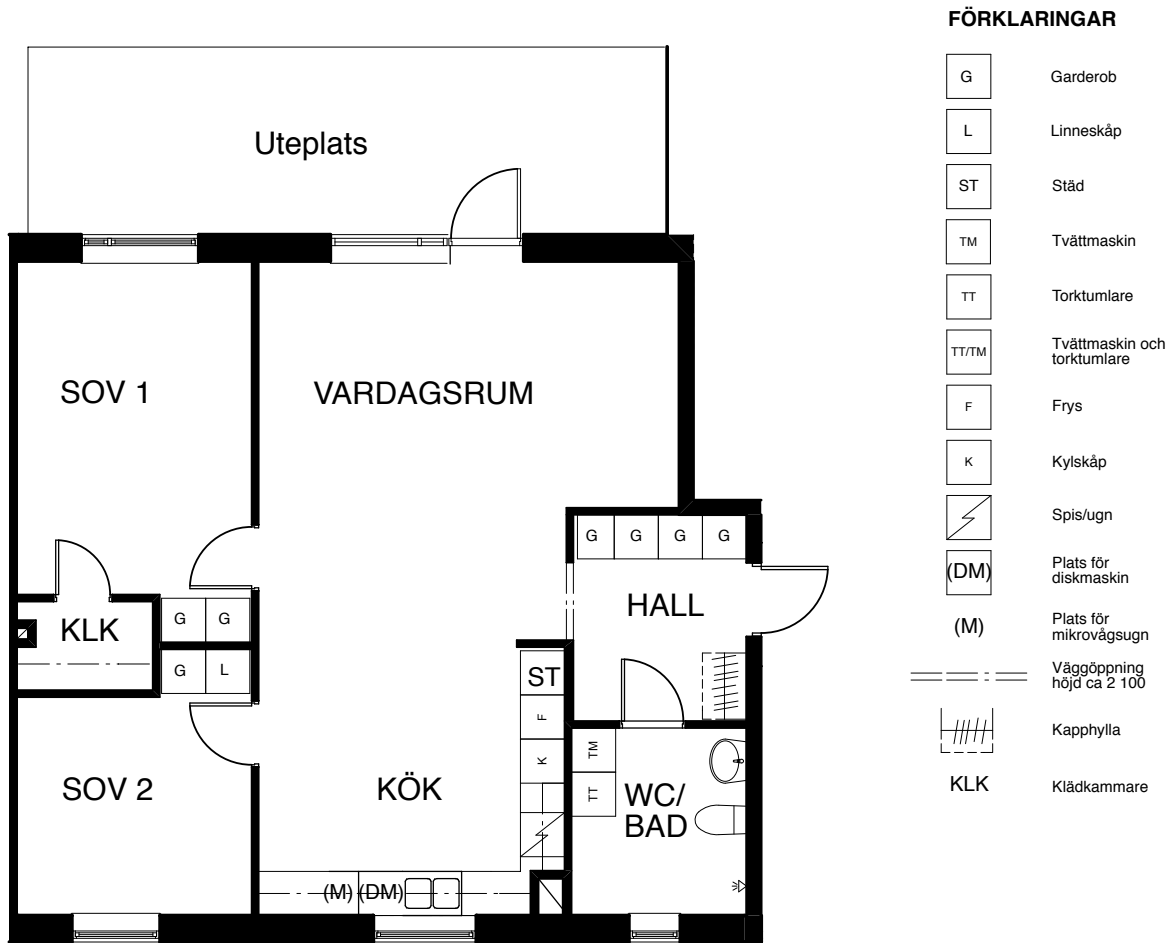 Uteplats
SOV 1
VARDAGSRUM
G
G
G
G
HALL
KLK
G
G
G
L
ST
F
K
TM
TT
SOV 2
KÖK
WC/
BAD
(M)
(DM)
FÖRKLARINGAR
G Garderob
L Linneskåp
ST Städ
TM Tvättmaskin
TT Torktumlare
TT/TM Tvättmaskin och
torktumlare
F Frys
K Kylskåp
Spis/ugn
(DM) Plats för
diskmaskin
(M) Plats för
mikrovågsugn
Väggöppning
höjd ca 2 100
Kapphylla
KLK Klädkammare